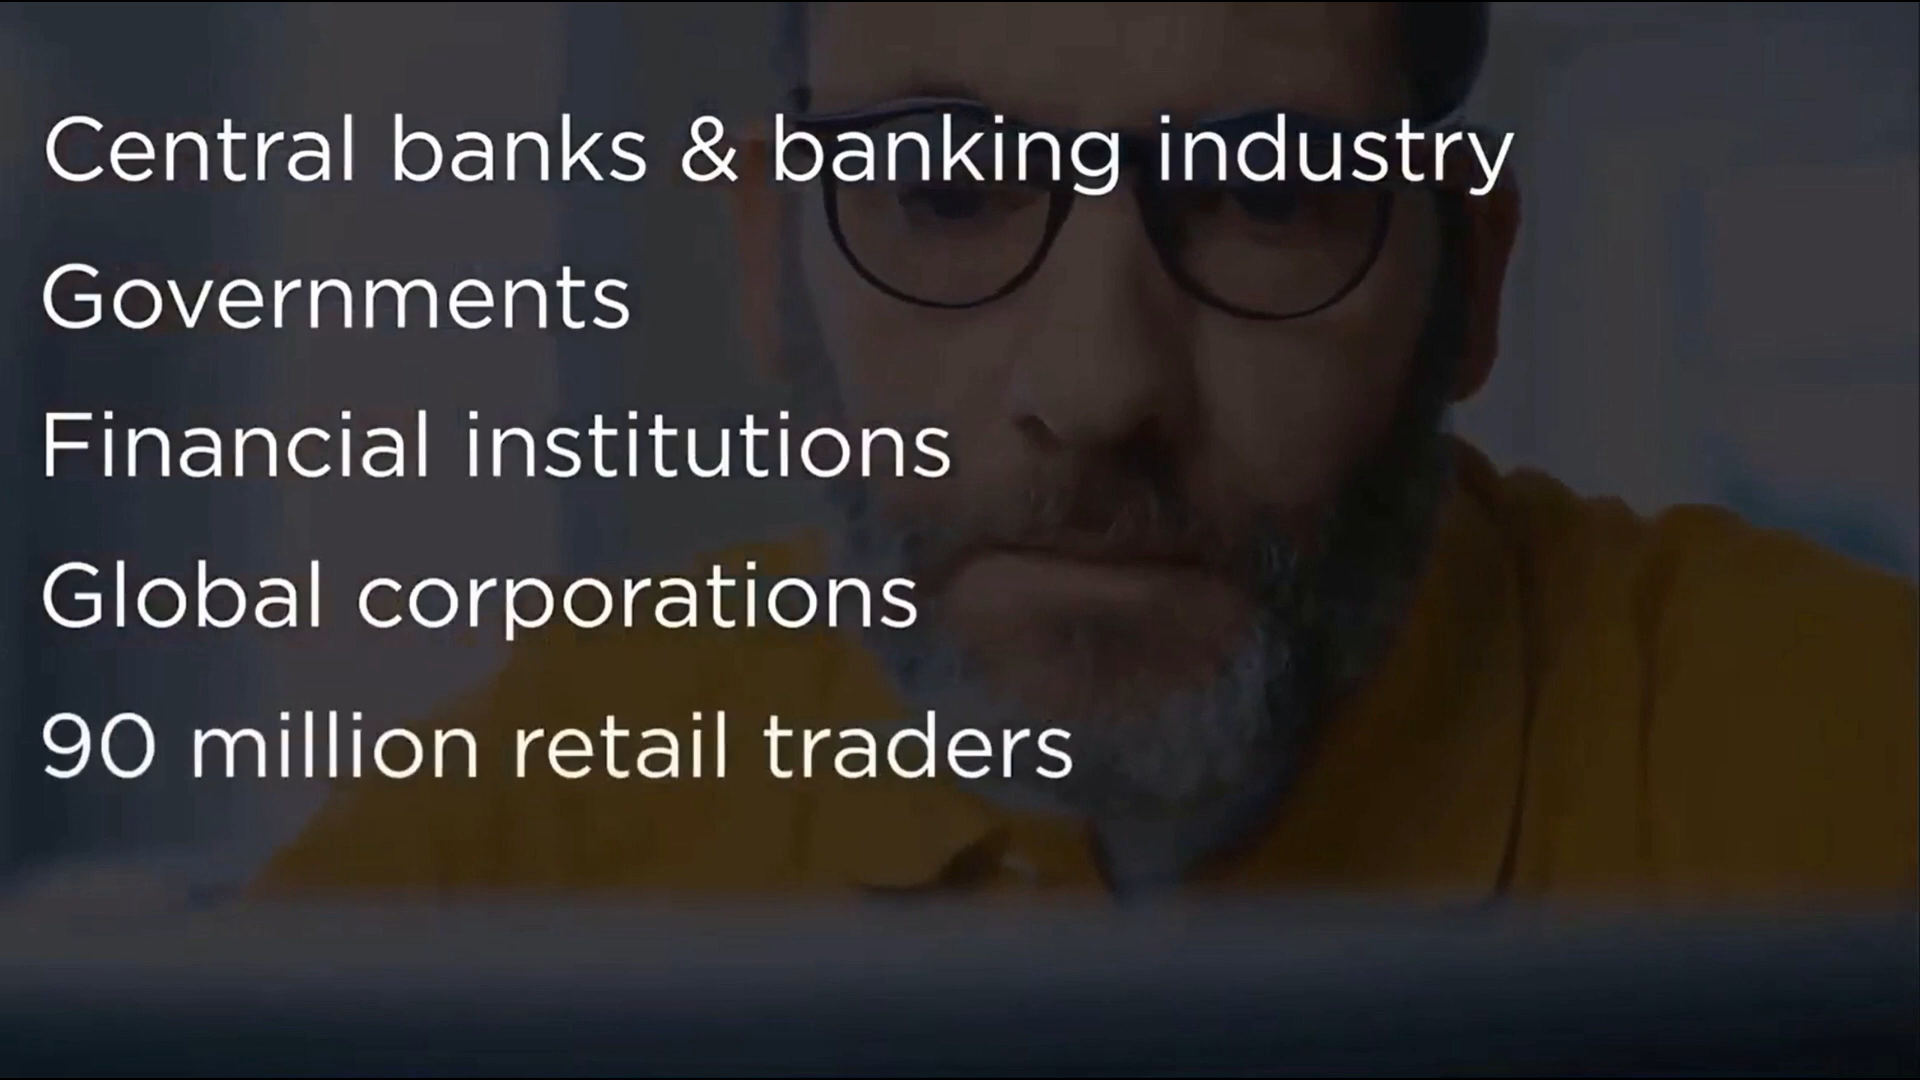 Central banks & banking industry
Governments
Financial institutions
Global corporations
90 million retail traders